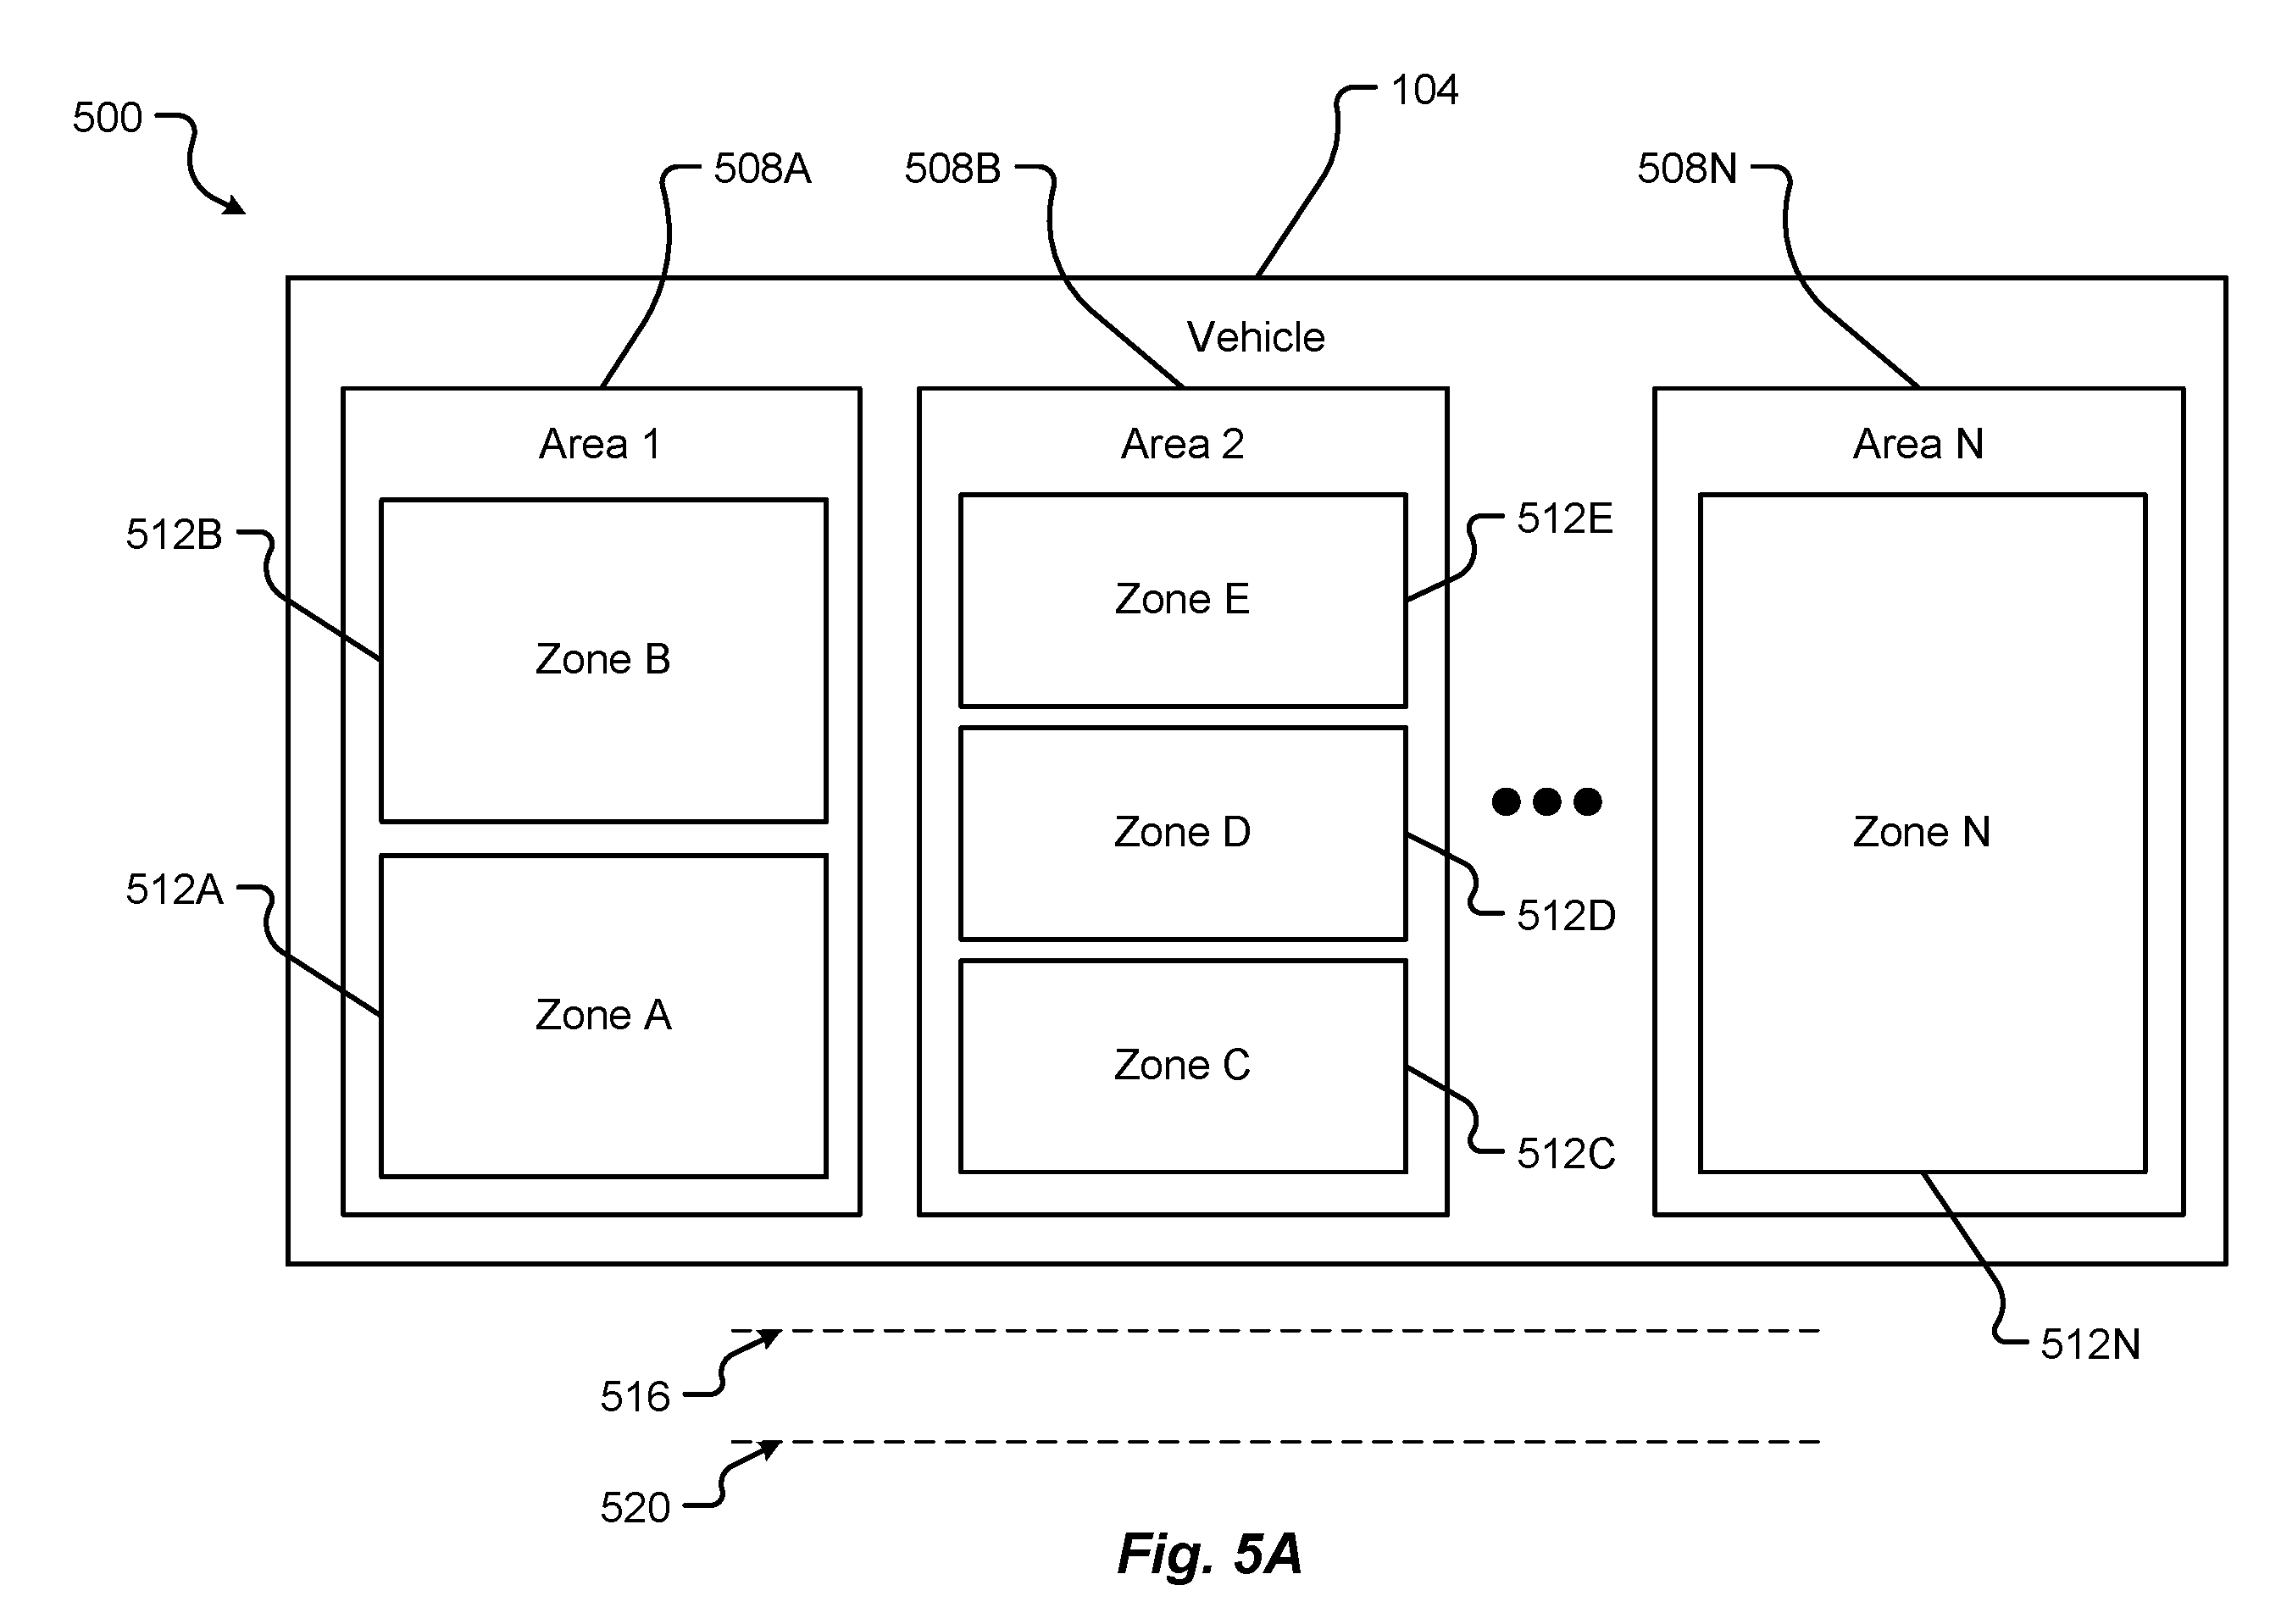 104
500
508A
508B
508N
Vehicle
Area 1
Area 2
Area N
512B
512E
Zone E
Zone B
Zone D
Zone N
512A
512D
Zone A
Zone C
512C
512N
516
520
Fig. 5A